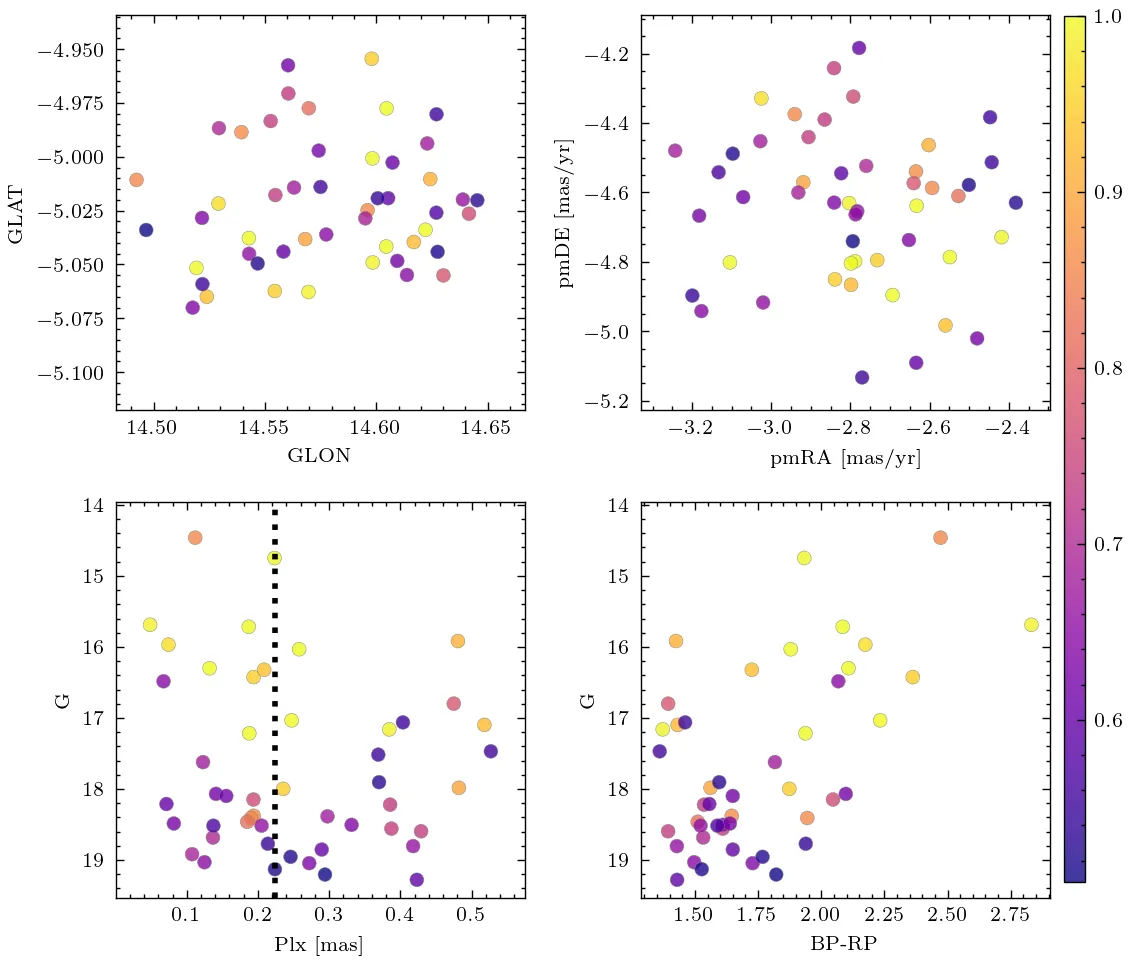 −4.950
−4.975
−5.000
−5.025
−5.050
−5.075
−5.100
GLAT
14.50 14.55 14.60 14.65
GLON
−4.2
−4.4
−4.6
−4.8
−5.0
−5.2
pmDE [mas/yr]
−3.2 −3.0 −2.8 −2.6 −2.4
pmRA [mas/yr]
1.0
0.9
0.8
0.7
0.6
14
15
16
17
18
19
G
0.1 0.2 0.3 0.4 0.5
Plx [mas]
14
15
16
17
18
19
G
1.50 1.75 2.00 2.25 2.50 2.75
BP-RP